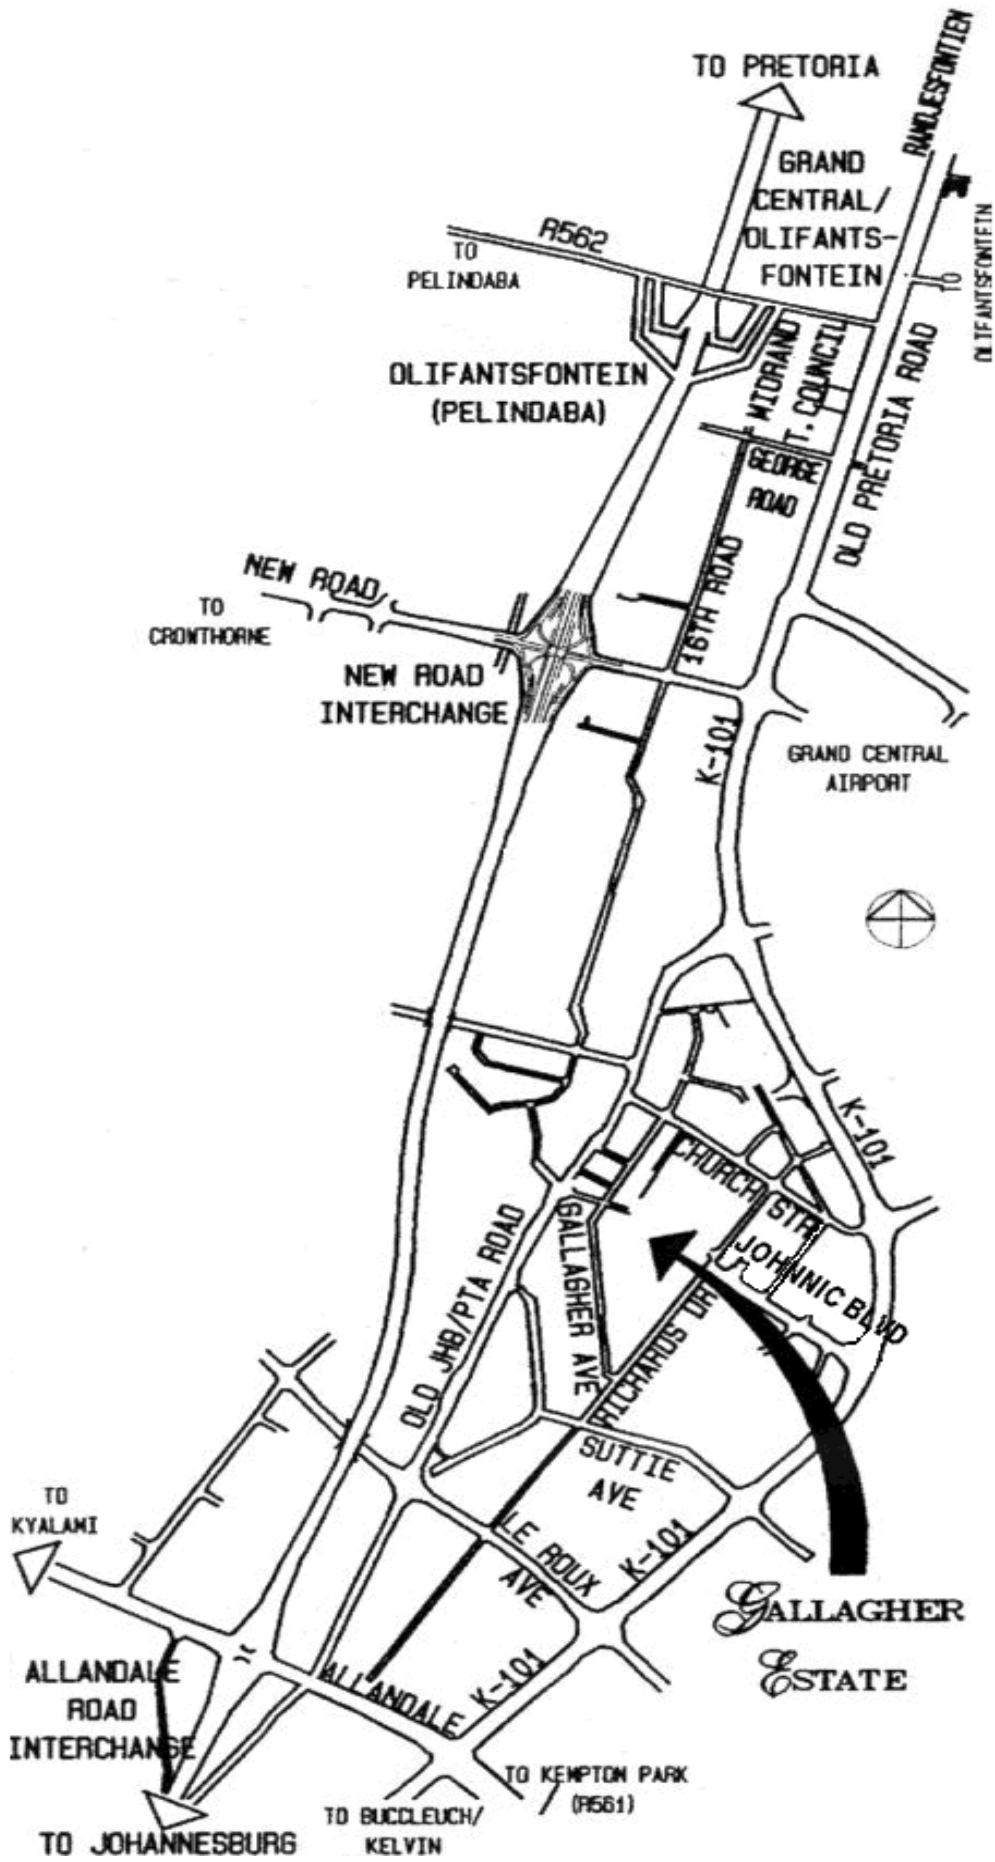 TO PRETORIA
RANDJESFONTIEN
GRAND
CENTRAL/
OLIFANTS-
FONTEIN
R562
TO
PELINDABA
TO
OLIFANTSFONTEIN
OLIFANTSFONTEIN
(PELINDABA)
MIDRAND
T. COUNCIL
OLD PRETORIA ROAD
GEORGE
ROAD
16TH ROAD
NEW ROAD
TO
CROWTHORNE
NEW ROAD
INTERCHANGE
K-101
GRAND CENTRAL
AIRPORT
K-101
CHURCH STR
JOHNNIC BLVD
GALLAGHER AVE
OLD JHB/PTA ROAD
RICHARDS DR
SUTTIE
AVE
LE ROUX
AVE
K-101
TO
KYALAMI
GALLAGHER
ESTATE
ALLANDALE
ROAD
INTERCHANGE
ALLANDALE
K-101
TO KEMPTON PARK
(R561)
TO BUCCLEUCH/
KELVIN
TO JOHANNESBURG